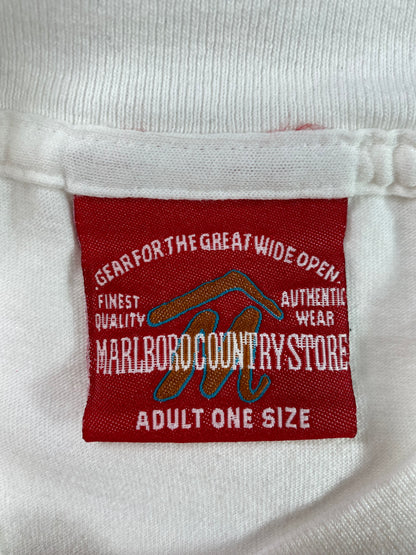 GEAR FOR THE GREAT WIDE OPEN
FINEST QUALITY
AUTHENTIC WEAR
M
MARLBORO COUNTRY STORE
ADULT ONE SIZE